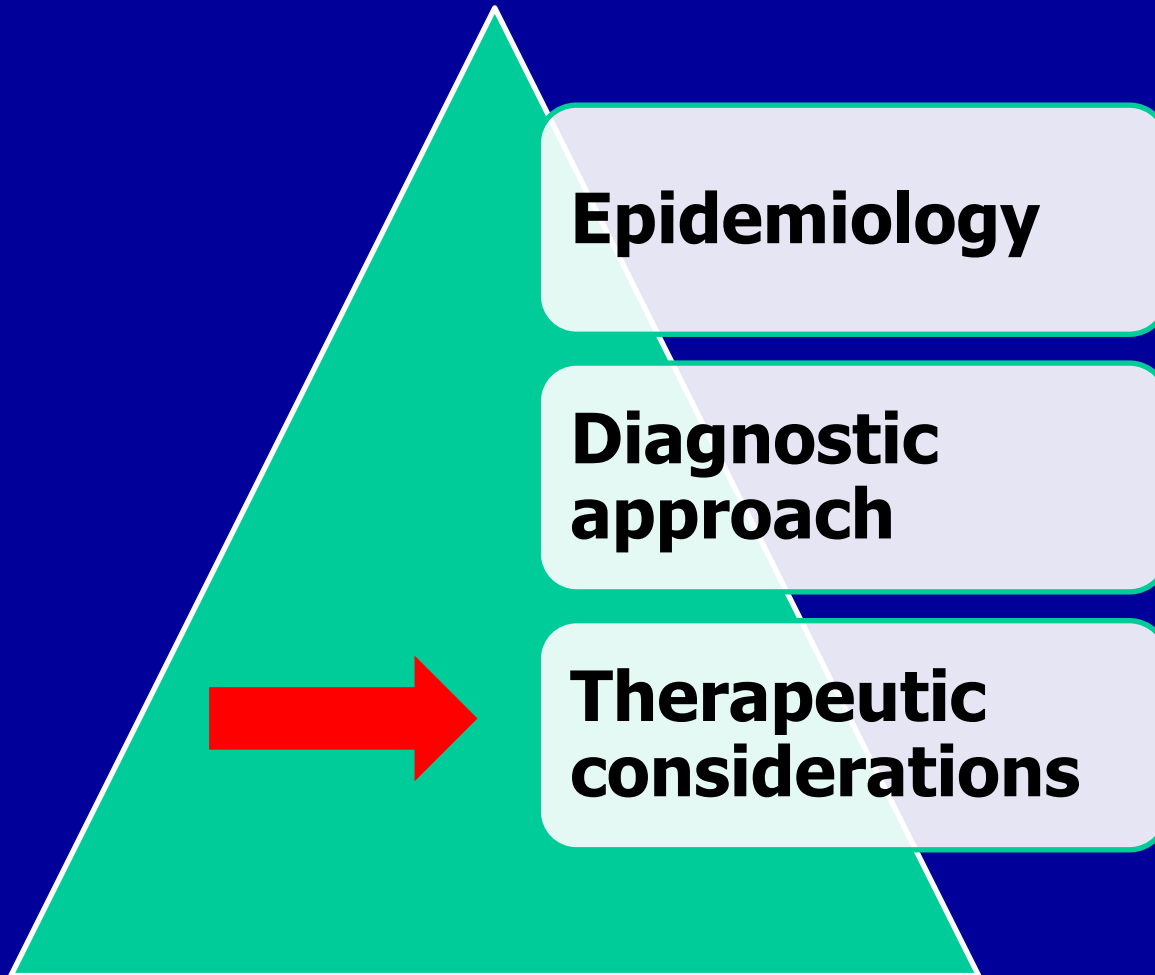 Epidemiology
Diagnostic
approach
Therapeutic
considerations